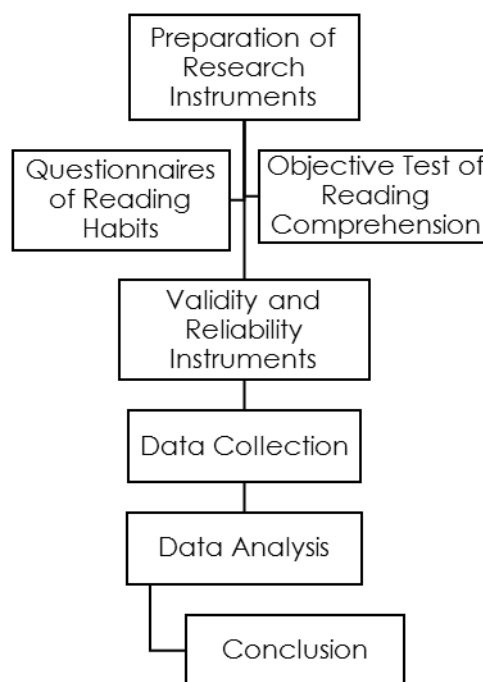 Preparation of
Research
Instruments
Questionnaires
of Reading
Habits
Objective Test of
Reading
Comprehension
Validity and
Reliability
Instruments
Data Collection
Data Analysis
Conclusion